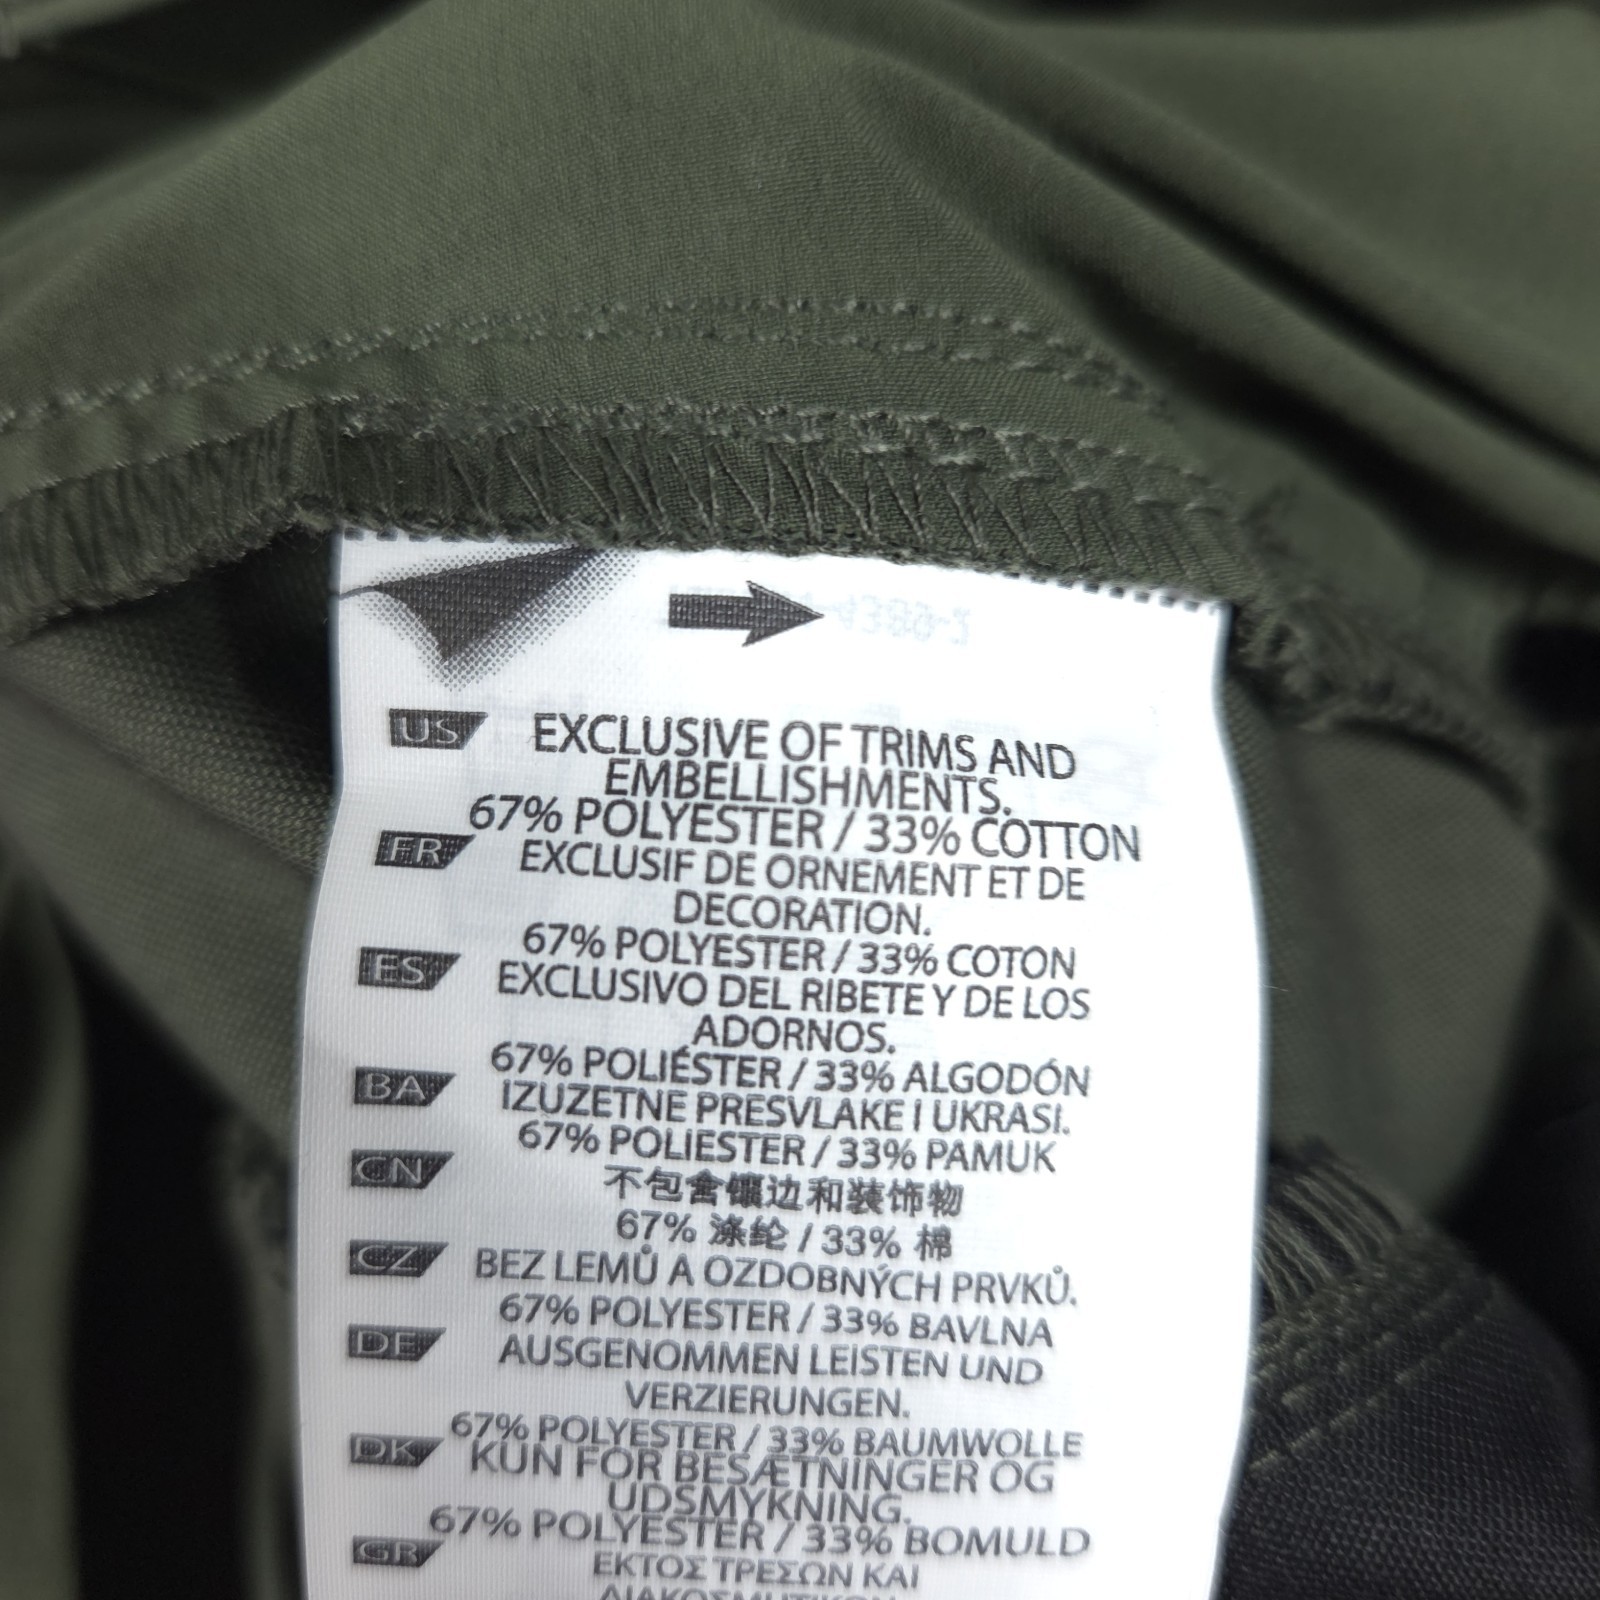 US EXCLUSIVE OF TRIMS AND
EMBELLISHMENTS.
67% POLYESTER / 33% COTTON
FR EXCLUSIF DE ORNEMENT ET DE
DECORATION.
67% POLYESTER / 33% COTON
ES EXCLUSIVO DEL RIBETE Y DE LOS
ADORNOS.
67% POLIÉSTER / 33% ALGODÓN
BA IZUZETNE PRESVLAKE I UKRASI.
67% POLIESTER / 33% PAMUK
CN 不包含镶边和装饰物
67% 涤纶 / 33% 棉
CZ BEZ LEMŮ A OZDOBNÝCH PRVKŮ.
67% POLYESTER / 33% BAVLNA
DE AUSGENOMMEN LEISTEN UND
VERZIERUNGEN.
67% POLYESTER / 33% BAUMWOLLE
DK KUN FOR BESÆTNINGER OG
UDSMYKNING.
67% POLYESTER / 33% BOMULD
GR ΕΚΤΟΣ ΤΡΕΣΩΝ ΚΑΙ